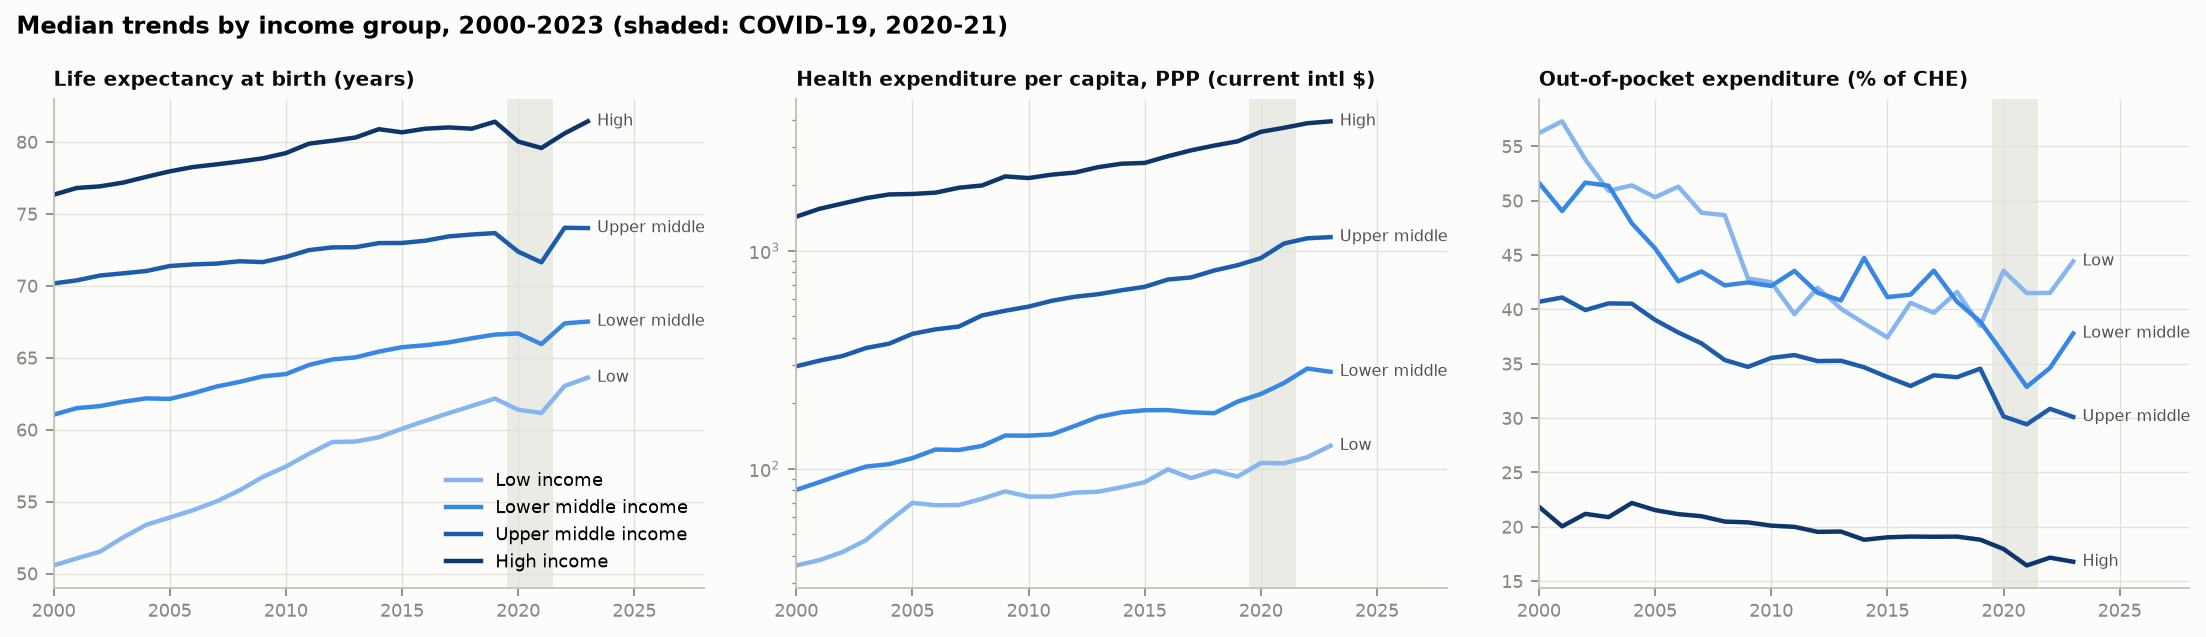 Median trends by income group, 2000-2023 (shaded: COVID-19, 2020-21)
Life expectancy at birth (years)
80
75
70
65
60
55
50
2000 2005 2010 2015 2020 2025
High
Upper middle
Lower middle
Low
Low income
Lower middle income
Upper middle income
High income
Health expenditure per capita, PPP (current intl $)
10³
10²
2000 2005 2010 2015 2020 2025
High
Upper middle
Lower middle
Low
Out-of-pocket expenditure (% of CHE)
55
50
45
40
35
30
25
20
15
2000 2005 2010 2015 2020 2025
Low
Lower middle
Upper middle
High